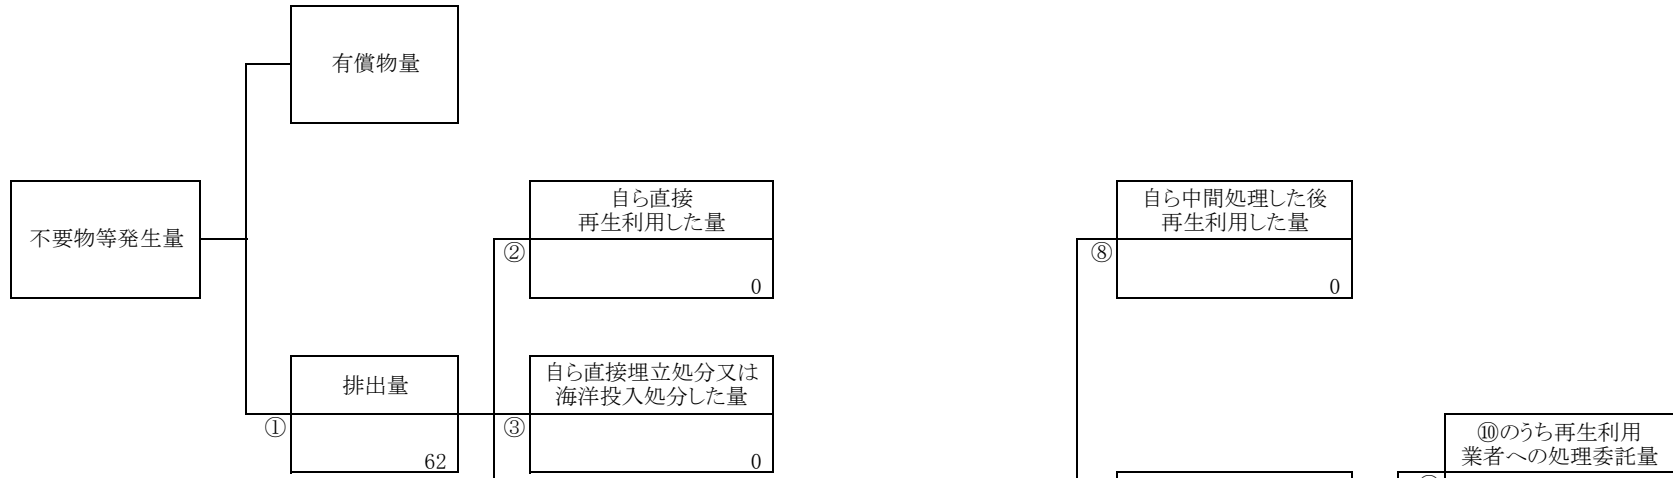 有償物量
不要物等発生量
自ら直接
再生利用した量
②
0
自ら中間処理した後
再生利用した量
⑧
0
排出量
①
62
自ら直接埋立処分又は
海洋投入処分した量
③
0
⑩のうち再生利用
業者への処理委託量